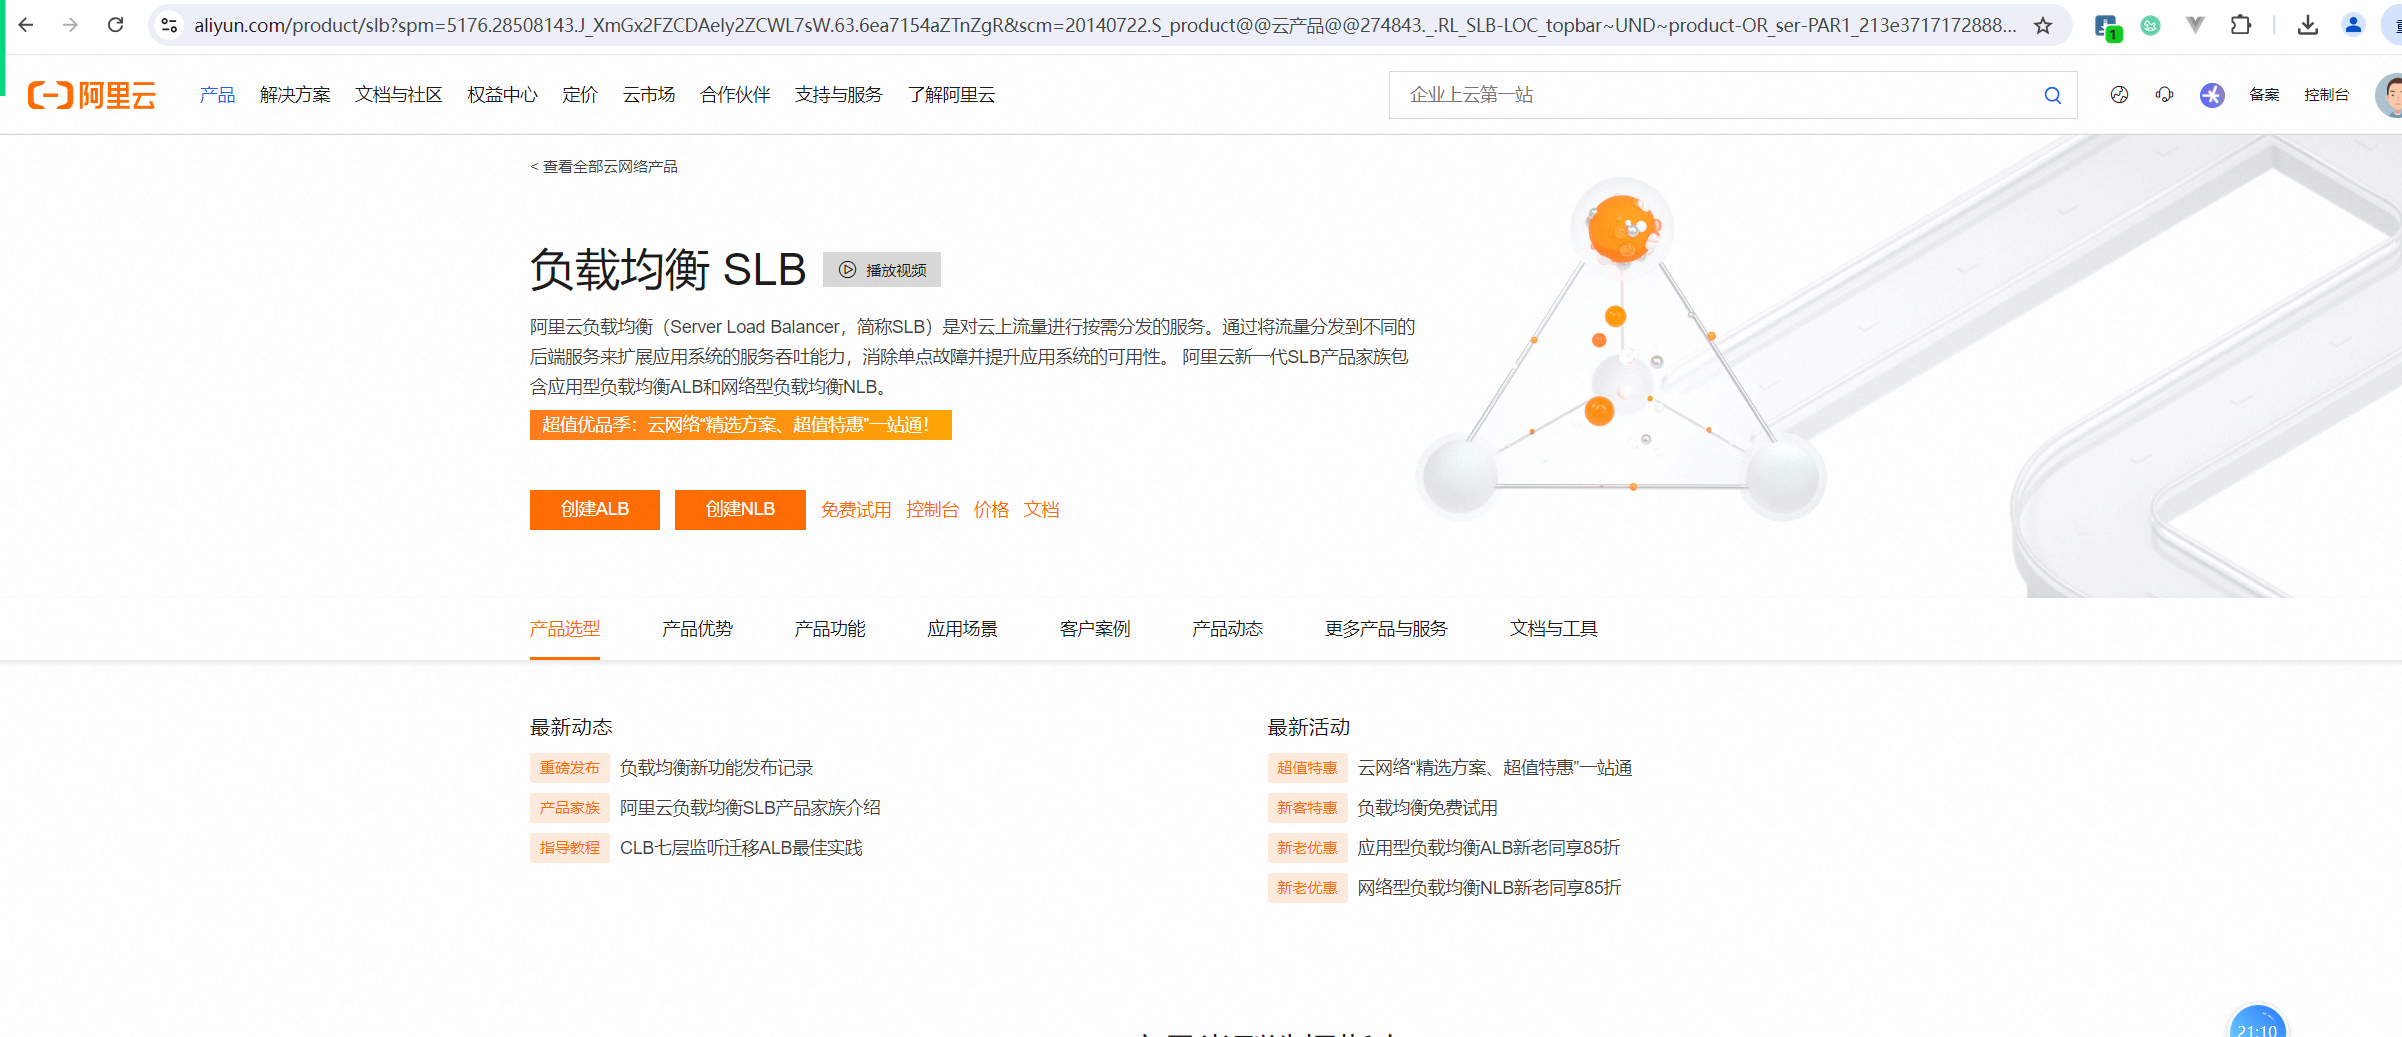 aliyun.com/product/slb?spm=5176.28508143.J_XmGx2FZCDAely2ZCWL7sW.63.6ea7154aZTnZgR&scm=20140722.S_product@@云产品@@274843._.RL_SLB-LOC_topbar~UND~product-OR_ser-PAR1_213e3717172888...
1
阿里云
产品 解决方案 文档与社区 权益中心 定价 云市场 合作伙伴 支持与服务 了解阿里云
企业上云第一站
备案 控制台
< 查看全部云网络产品
负载均衡 SLB 播放视频
阿里云负载均衡（Server Load Balancer，简称SLB）是对云上流量进行按需分发的服务。通过将流量分发到不同的
后端服务来扩展应用系统的服务吞吐能力，消除单点故障并提升应用系统的可用性。 阿里云新一代SLB产品家族包
含应用型负载均衡ALB和网络型负载均衡NLB。
超值优品季：云网络“精选方案、超值特惠”一站通！
创建ALB 创建NLB 免费试用 控制台 价格 文档
产品选型 产品优势 产品功能 应用场景 客户案例 产品动态 更多产品与服务 文档与工具
最新动态
重磅发布 负载均衡新功能发布记录
产品家族 阿里云负载均衡SLB产品家族介绍
指导教程 CLB七层监听迁移ALB最佳实践
最新活动
超值特惠 云网络“精选方案、超值特惠”一站通
新客特惠 负载均衡免费试用
新老优惠 应用型负载均衡ALB新老同享85折
新老优惠 网络型负载均衡NLB新老同享85折
21:10